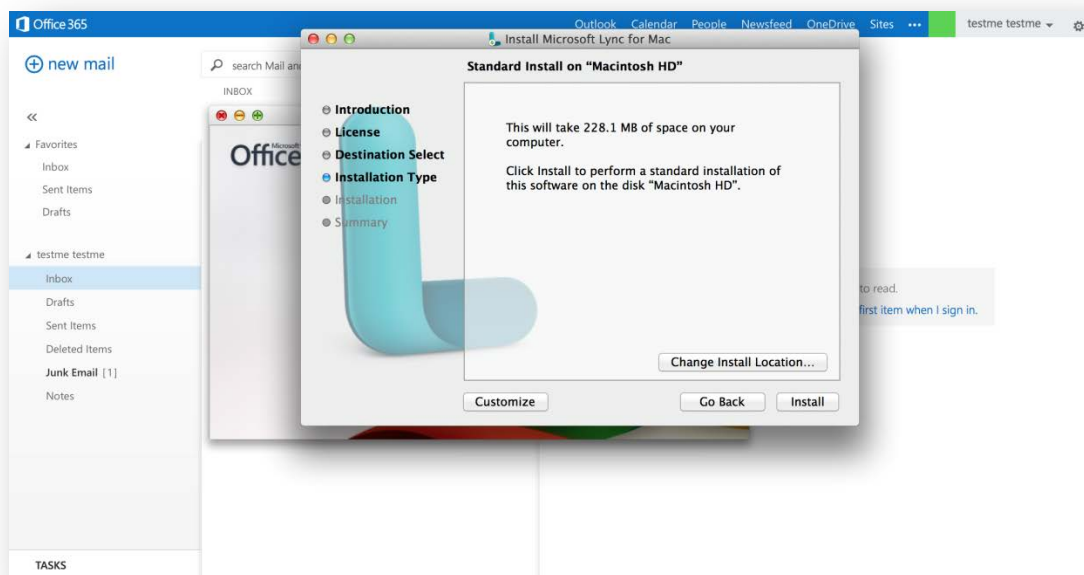 Office 365
Outlook Calendar People Newsfeed OneDrive Sites ••• testme testme
new mail
search Mail an
INBOX
Favorites
Inbox
Sent Items
Drafts
testme testme
Inbox
Drafts
Sent Items
Deleted Items
Junk Email [1]
Notes
TASKS
Microsoft
Office
Install Microsoft Lync for Mac
Standard Install on “Macintosh HD”
Introduction
License
Destination Select
Installation Type
Installation
Summary
This will take 228.1 MB of space on your
computer.
Click Install to perform a standard installation of
this software on the disk “Macintosh HD”.
Change Install Location...
Customize
Go Back
Install
to read.
first item when I sign in.